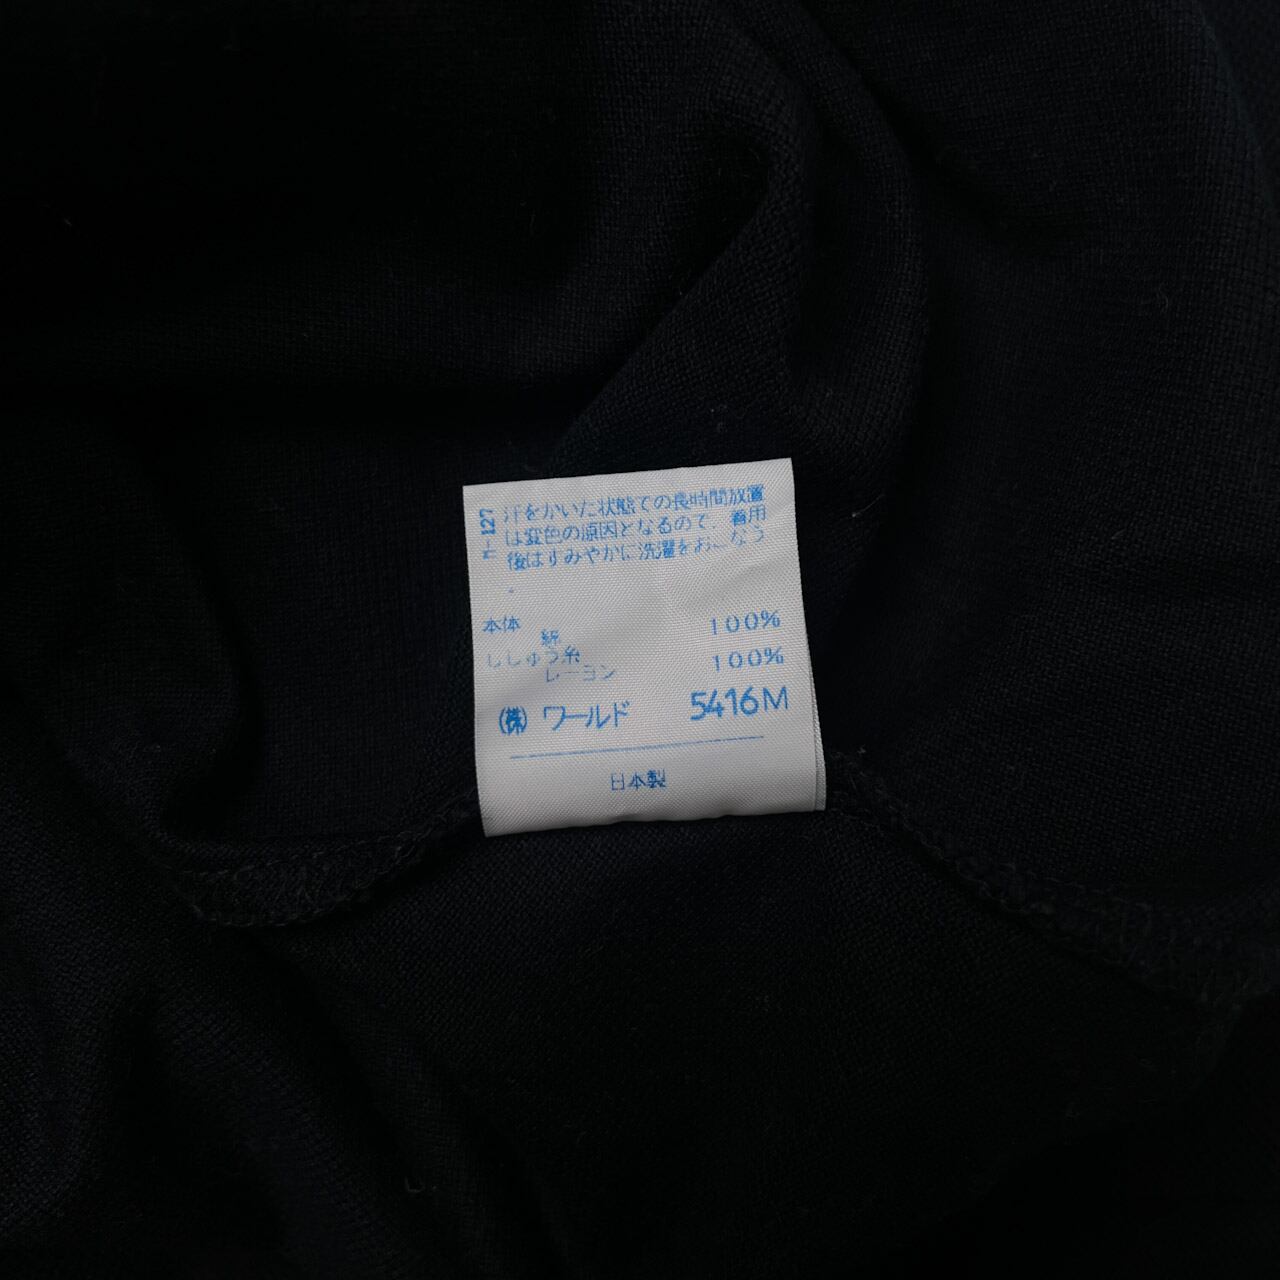 汗をかいた状態ての長時間放置
は変色の原因となるので、着用
後はすみやかに洗濯をおこなう
。
本体
綿 100%
ししゅう糸
レーヨン 100%
(株) ワールド 5416M
日本製